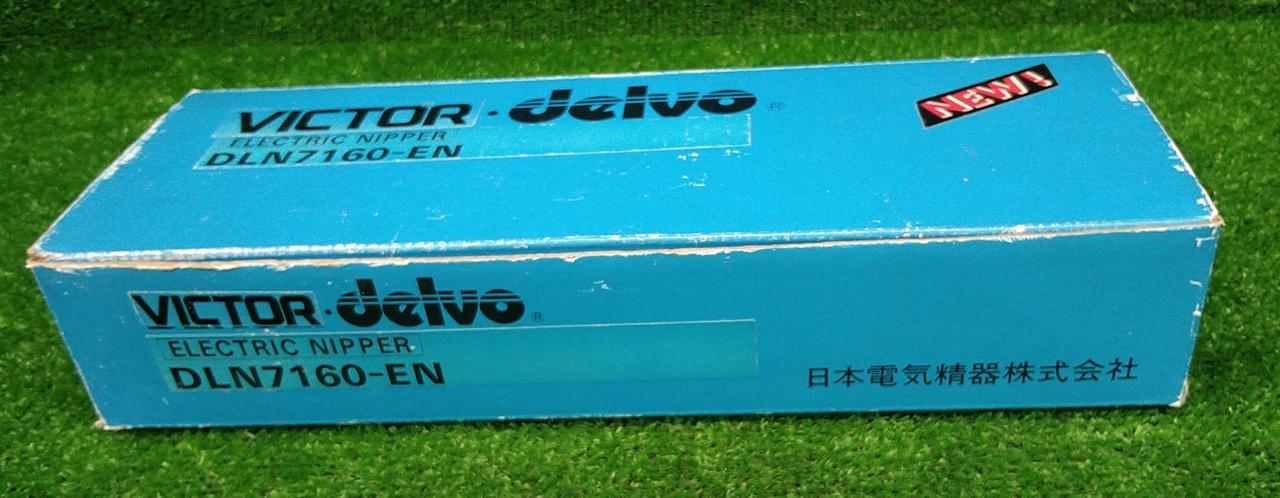 VICTOR・delvo®
ELECTRIC NIPPER
DLN7160-EN
NEW!
VICTOR・delvo®
ELECTRIC NIPPER
DLN7160-EN
日本電気精器株式会社